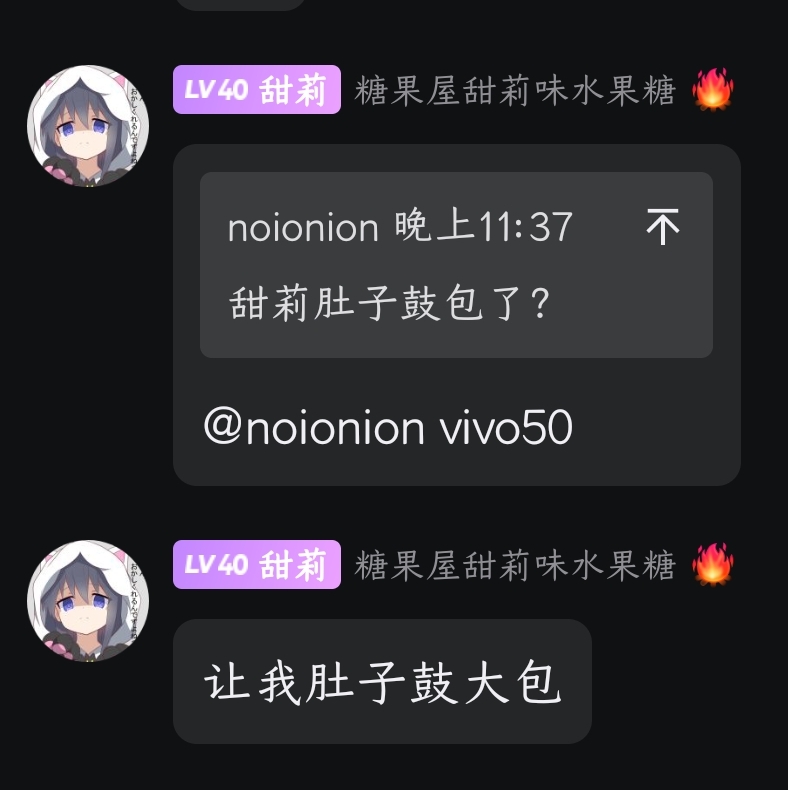 LV40 甜莉 糖果屋甜莉味水果糖 🔥
noionion 晚上11:37
甜莉肚子鼓包了？
@noionion vivo50
LV40 甜莉 糖果屋甜莉味水果糖 🔥
让我肚子鼓大包